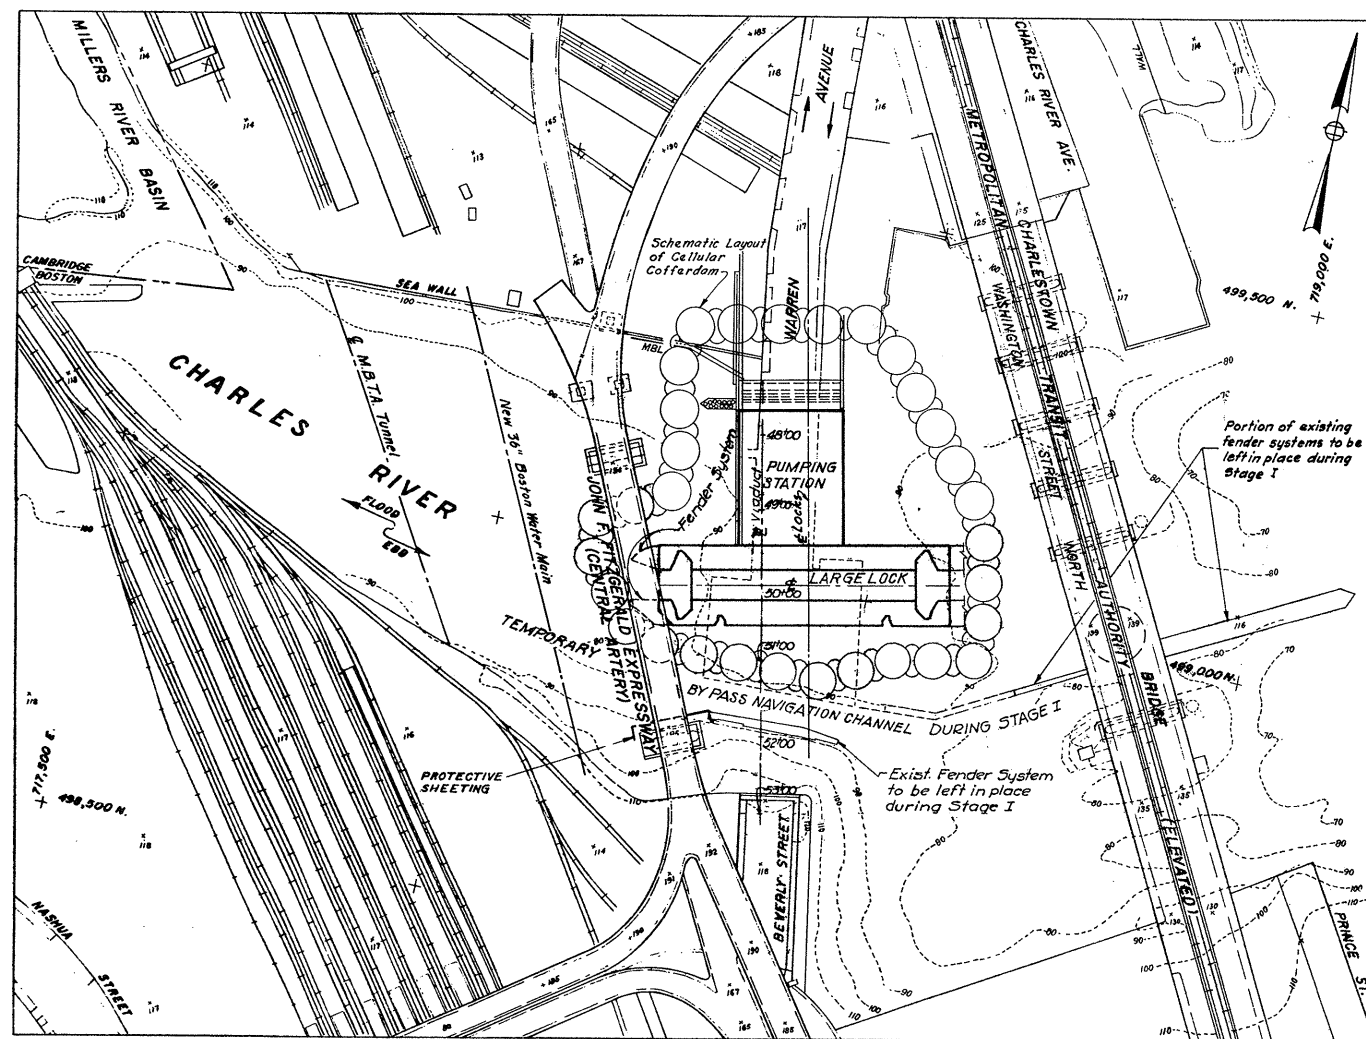 MILLERS RIVER BASIN
AVENUE
CHARLES RIVER AVE.
METROPOLITAN
TRANSIT
AUTHORITY
BRIDGE
(ELEVATED)
CHARLESTOWN
WASHINGTON
STREET
NORTH
719,000 E.
499,500 N.
CAMBRIDGE
BOSTON
SEA WALL
Schematic Layout
of Cellular
Cofferdam
WARREN
MBL
CHARLES
RIVER
℄ M.B.T.A. Tunnel
New 36" Boston Water Main
FLOOD
EBB
Fender System
48+00
PUMPING
STATION
49+00
℄ Viaduct
℄ Locks
LARGE LOCK
50+00
51+00
52+00
53+00
JOHN F. FITZGERALD EXPRESSWAY
(CENTRAL ARTERY)
TEMPORARY
BY PASS NAVIGATION CHANNEL DURING STAGE I
Portion of existing
fender systems to be
left in place during
Stage I
499,000 N.
PROTECTIVE
SHEETING
Exist. Fender System
to be left in place
during Stage I
717,500 E.
498,500 N.
BEVERLY STREET
NASHUA
STREET
PRINCE ST.